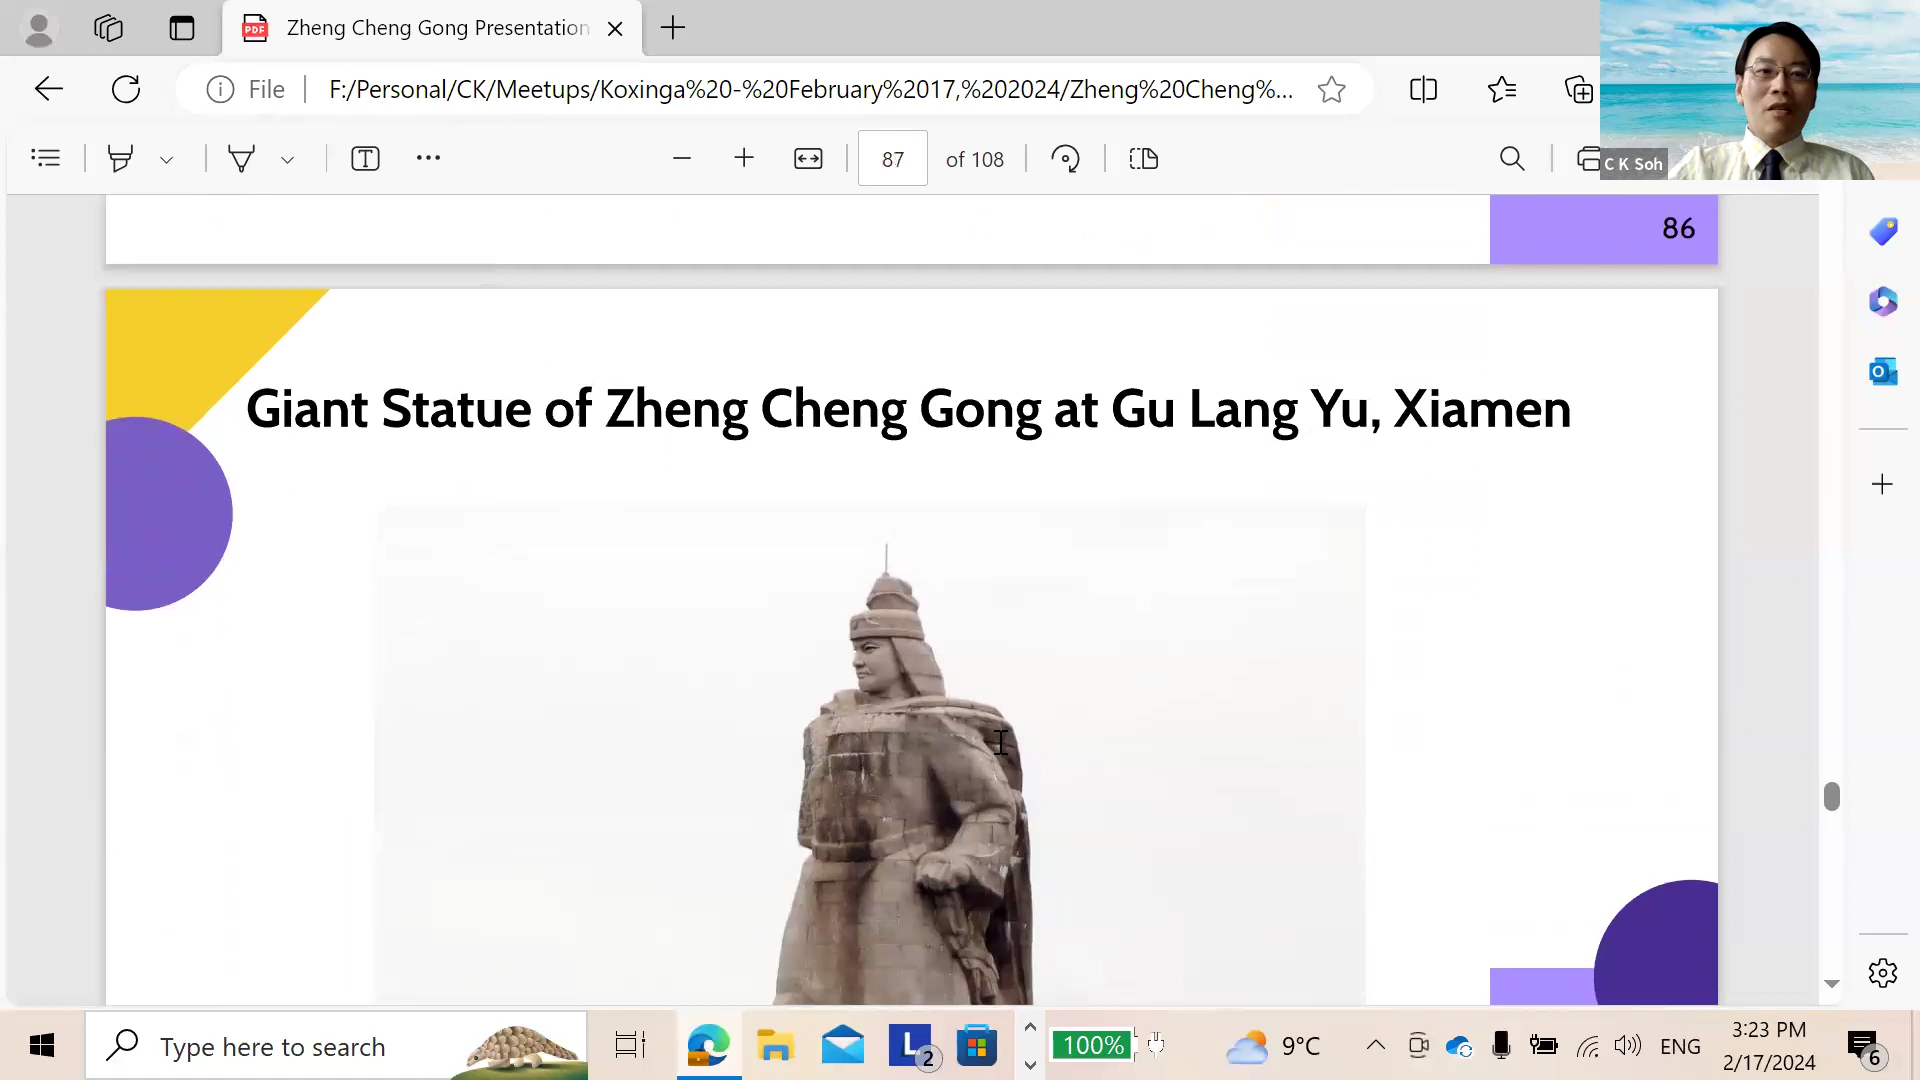 Zheng Cheng Gong Presentation
File
F:/Personal/CK/Meetups/Koxinga%20-%20February%2017,%202024/Zheng%20Cheng%...
87 of 108
C K Soh
86
Giant Statue of Zheng Cheng Gong at Gu Lang Yu, Xiamen
Type here to search
L 2
100%
9°C
ENG
3:23 PM
2/17/2024
6